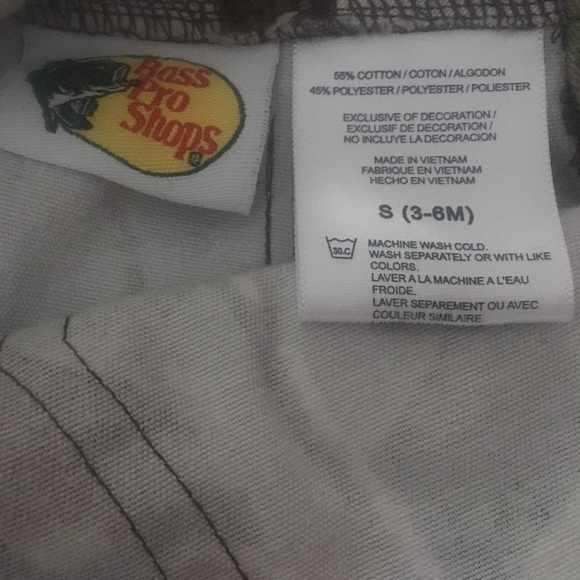 Bass
Pro
Shops
®
55% COTTON / COTON / ALGODON
45% POLYESTER / POLYESTER / POLIESTER
EXCLUSIVE OF DECORATION /
EXCLUSIF DE DECORATION /
NO INCLUYE LA DECORACION
MADE IN VIETNAM
FABRIQUE EN VIETNAM
HECHO EN VIETNAM
S (3-6M)
30.C
MACHINE WASH COLD.
WASH SEPARATELY OR WITH LIKE
COLORS.
LAVER A LA MACHINE A L'EAU
FROIDE.
LAVER SEPAREMENT OU AVEC
COULEUR SIMILAIRE